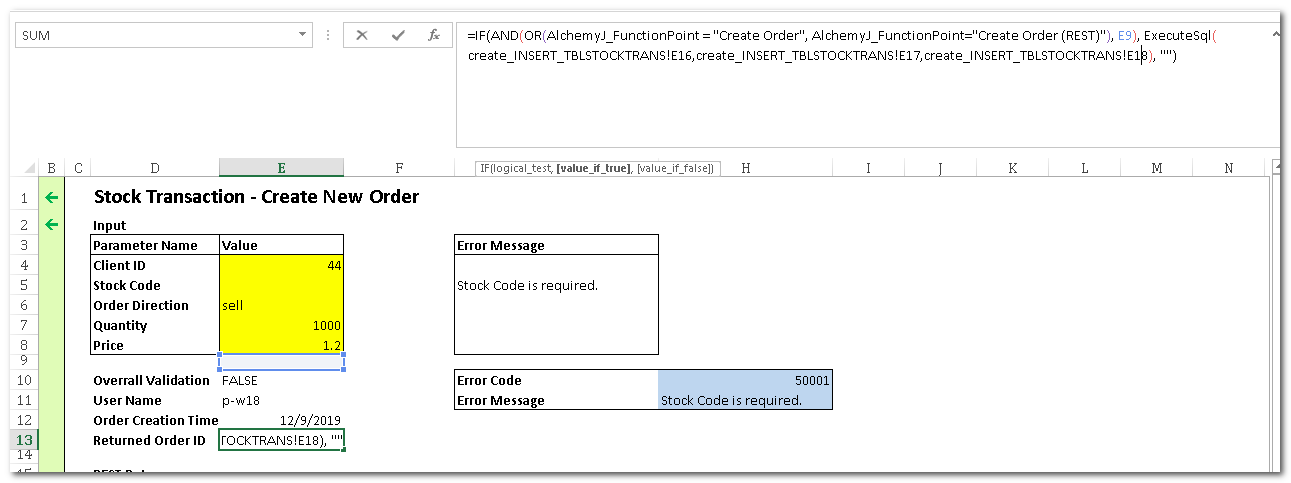 SUM
fx
=IF(AND(OR(AlchemyJ_FunctionPoint = "Create Order", AlchemyJ_FunctionPoint="Create Order (REST)"), E9), ExecuteSql(
create_INSERT_TBLSTOCKTRANS!E16,create_INSERT_TBLSTOCKTRANS!E17,create_INSERT_TBLSTOCKTRANS!E18), "")
IF(logical_test, [value_if_true], [value_if_false])
B C D E F H I J K L M N
1 Stock Transaction - Create New Order
2 Input
3 Parameter Name Value Error Message
4 Client ID 44
5 Stock Code Stock Code is required.
6 Order Direction sell
7 Quantity 1000
8 Price 1.2
9
10 Overrall Validation FALSE Error Code 50001
11 User Name p-w18 Error Message Stock Code is required.
12 Order Creation Time 12/9/2019
13 Returned Order ID TOCKTRANS!E18), ""
14